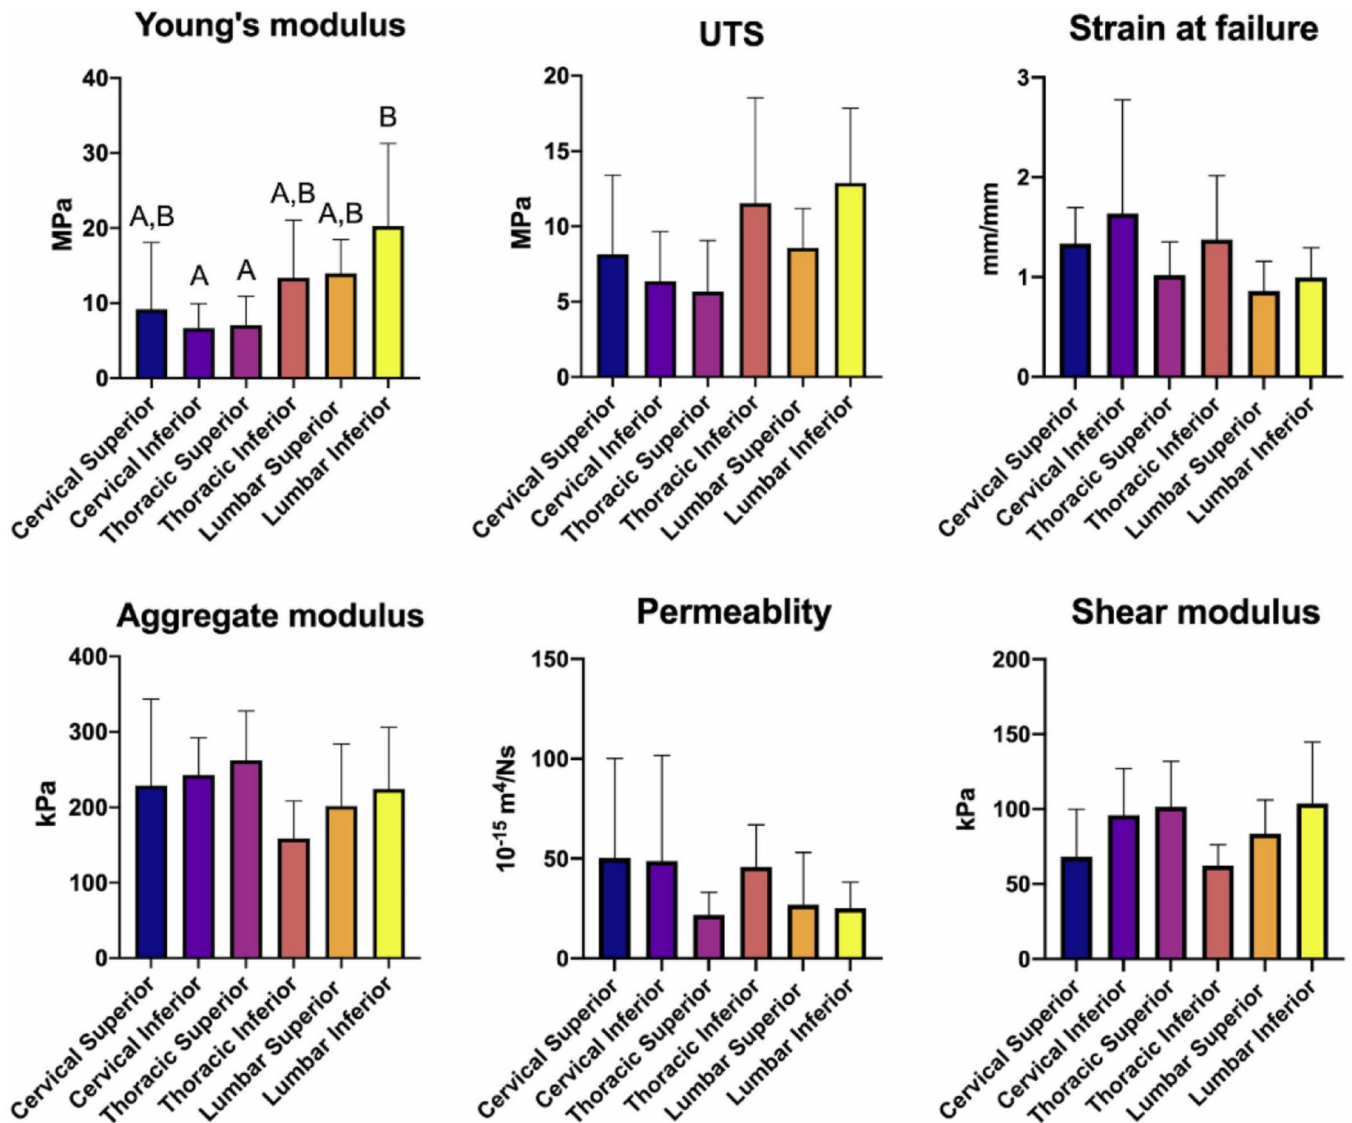 Young's modulus
MPa
40
30
20
10
0
A,B
A
A
A,B
A,B
B
Cervical Superior
Cervical Inferior
Thoracic Superior
Thoracic Inferior
Lumbar Superior
Lumbar Inferior
UTS
MPa
20
15
10
5
0
Cervical Superior
Cervical Inferior
Thoracic Superior
Thoracic Inferior
Lumbar Superior
Lumbar Inferior
Strain at failure
mm/mm
3
2
1
0
Cervical Superior
Cervical Inferior
Thoracic Superior
Thoracic Inferior
Lumbar Superior
Lumbar Inferior
Aggregate modulus
kPa
400
300
200
100
0
Cervical Superior
Cervical Inferior
Thoracic Superior
Thoracic Inferior
Lumbar Superior
Lumbar Inferior
Permeablity
10⁻¹⁵ m⁴/Ns
150
100
50
0
Cervical Superior
Cervical Inferior
Thoracic Superior
Thoracic Inferior
Lumbar Superior
Lumbar Inferior
Shear modulus
kPa
200
150
100
50
0
Cervical Superior
Cervical Inferior
Thoracic Superior
Thoracic Inferior
Lumbar Superior
Lumbar Inferior